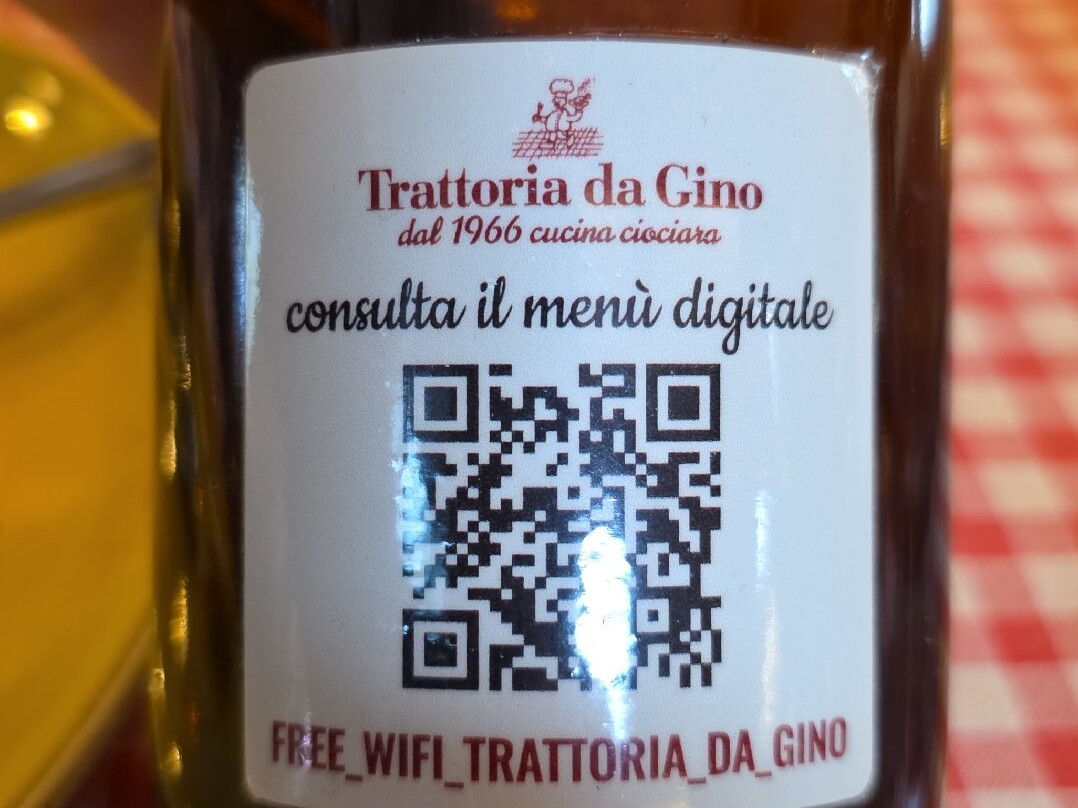 Trattoria da Gino
dal 1966 cucina ciociara
consulta il menù digitale
FREE_WIFI_TRATTORIA_DA_GINO